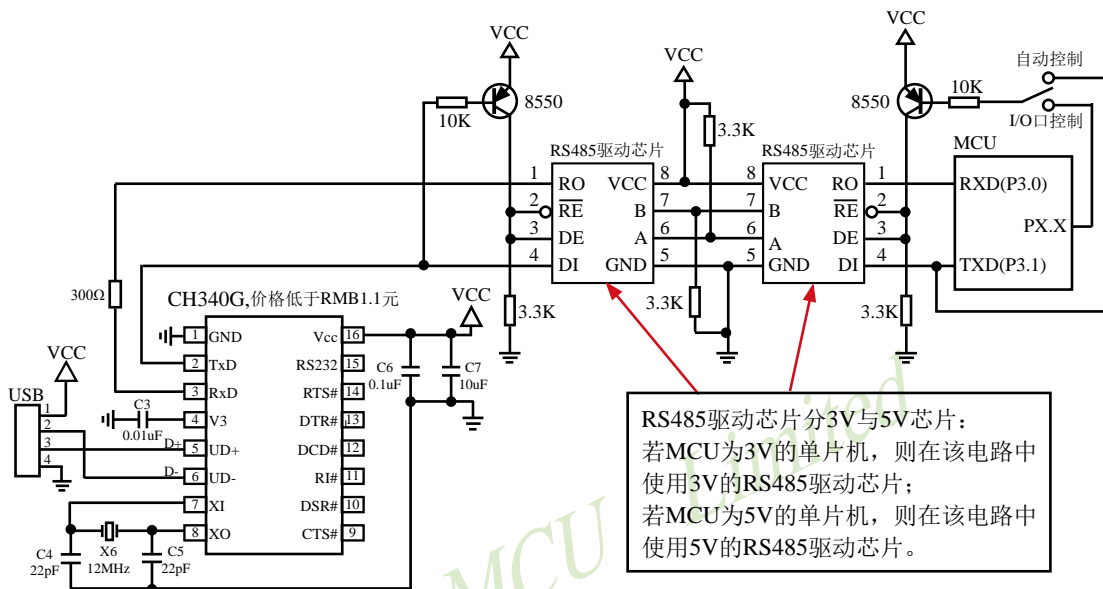 VCC
8550
10K
VCC
3.3K
VCC
8550
10K
自动控制
I/O口控制
RS485驱动芯片
1 RO VCC 8
2 RE B 7
3 DE A 6
4 DI GND 5
3.3K
3.3K
RS485驱动芯片
8 VCC RO 1
7 B RE 2
6 A DE 3
5 GND DI 4
3.3K
MCU
RXD(P3.0)
PX.X
TXD(P3.1)
300Ω
CH340G,价格低于RMB1.1元
1 GND Vcc 16
2 TxD RS232 15
3 RxD RTS# 14
4 V3 DTR# 13
5 UD+ DCD# 12
6 UD- RI# 11
7 XI DSR# 10
8 XO CTS# 9
VCC
C6
0.1uF
C7
10uF
VCC
USB
1
2
3
4
C3
0.01uF
D+
D-
C4
22pF
X6
12MHz
C5
22pF
RS485驱动芯片分3V与5V芯片：
若MCU为3V的单片机，则在该电路中
使用3V的RS485驱动芯片；
若MCU为5V的单片机，则在该电路中
使用5V的RS485驱动芯片。
MCU Limited